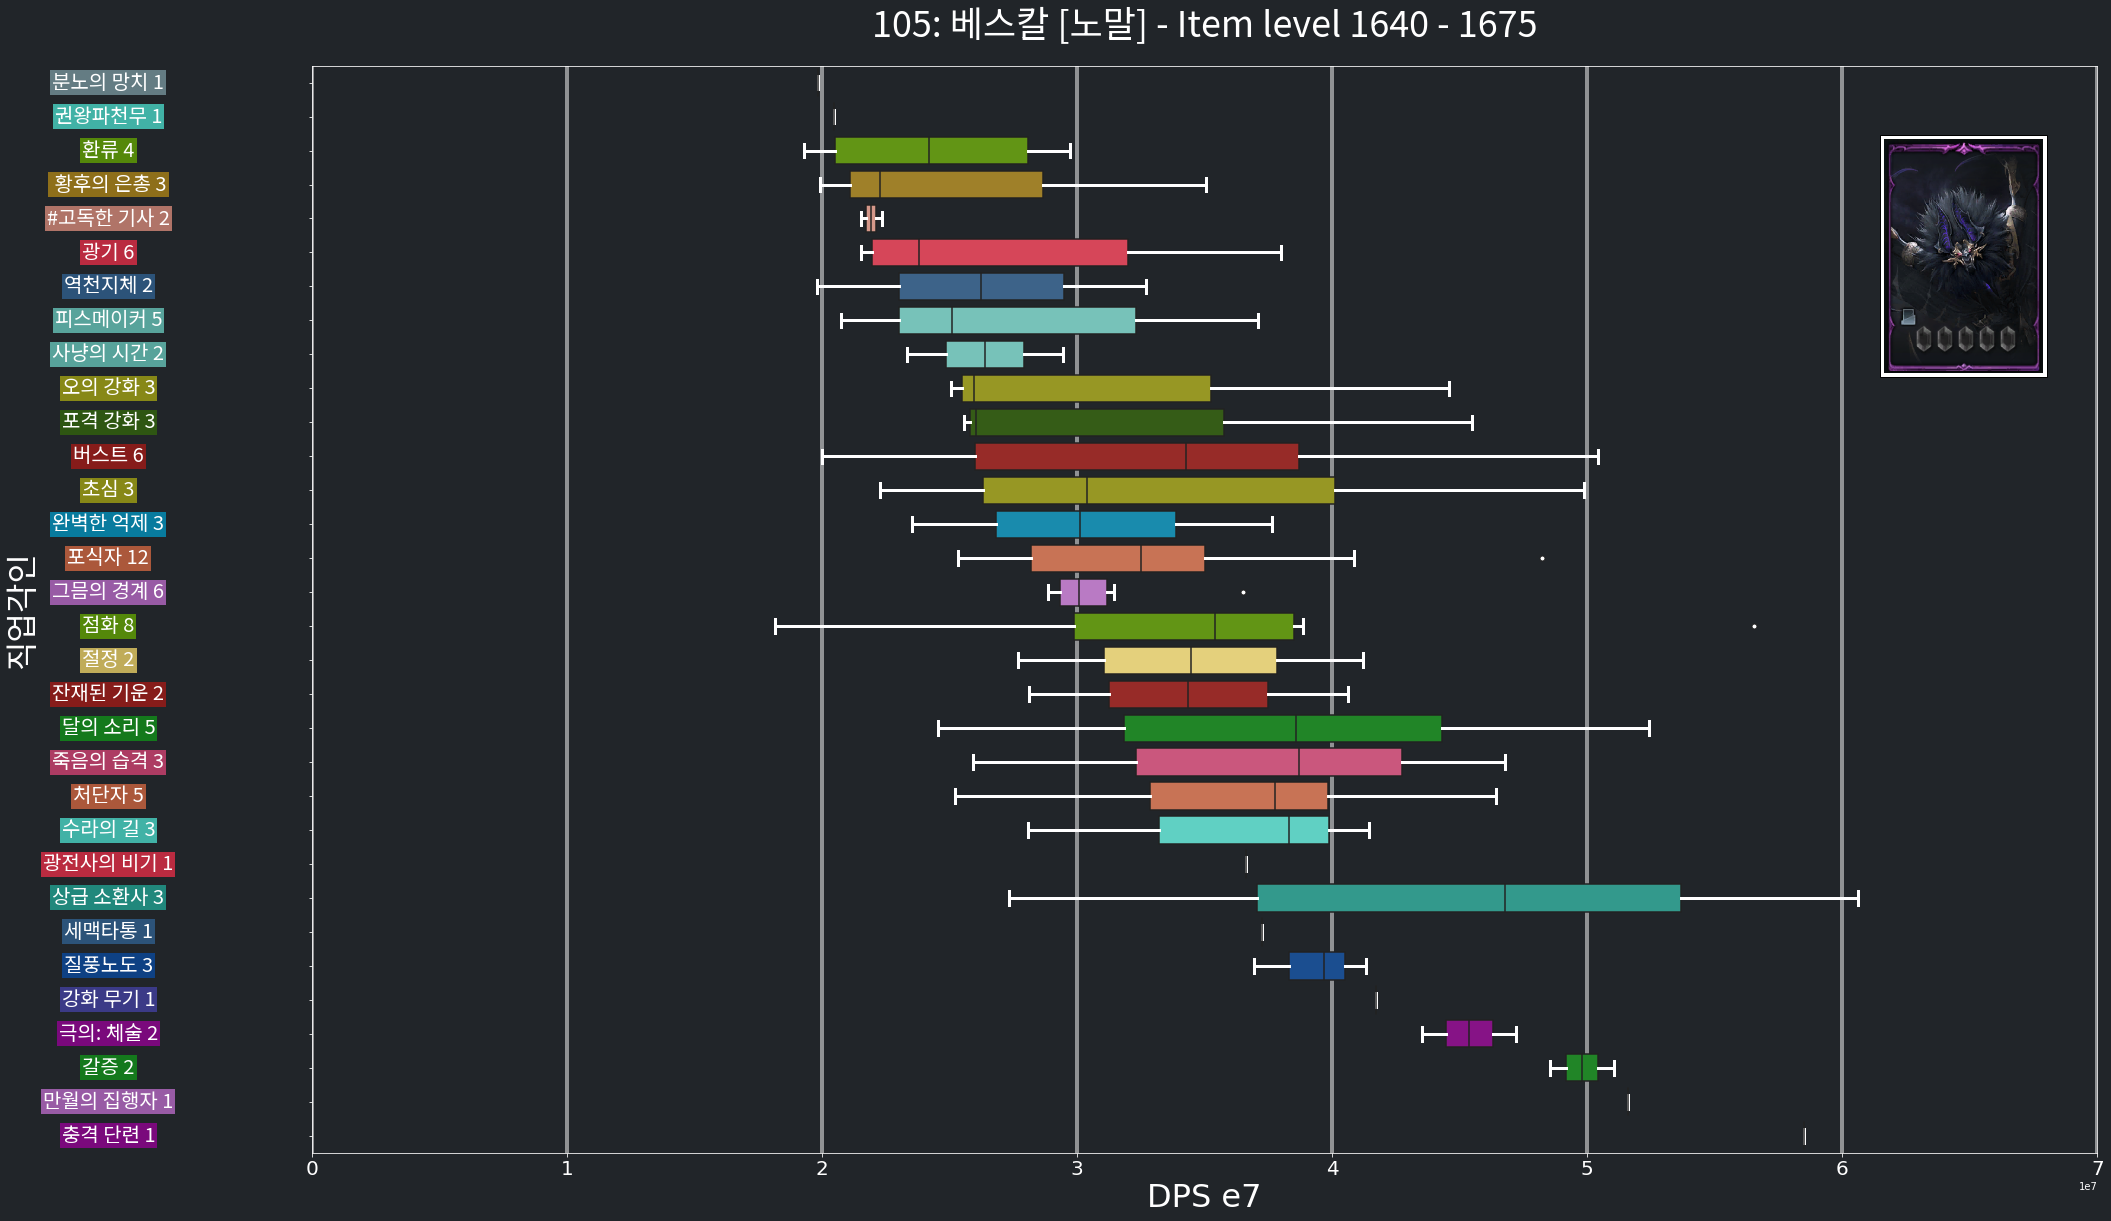 105: 베스칼 [노말] - Item level 1640 - 1675
분노의 망치 1
권왕파천무 1
환류 4
황후의 은총 3
#고독한 기사 2
광기 6
역천지체 2
피스메이커 5
사냥의 시간 2
오의 강화 3
포격 강화 3
버스트 6
초심 3
완벽한 억제 3
포식자 12
그믐의 경계 6
점화 8
절정 2
잔재된 기운 2
달의 소리 5
죽음의 습격 3
처단자 5
수라의 길 3
광전사의 비기 1
상급 소환사 3
세맥타통 1
질풍노도 3
강화 무기 1
극의: 체술 2
갈증 2
만월의 집행자 1
충격 단련 1
직업각인
0 1 2 3 4 5 6 7
1e7
DPS e7